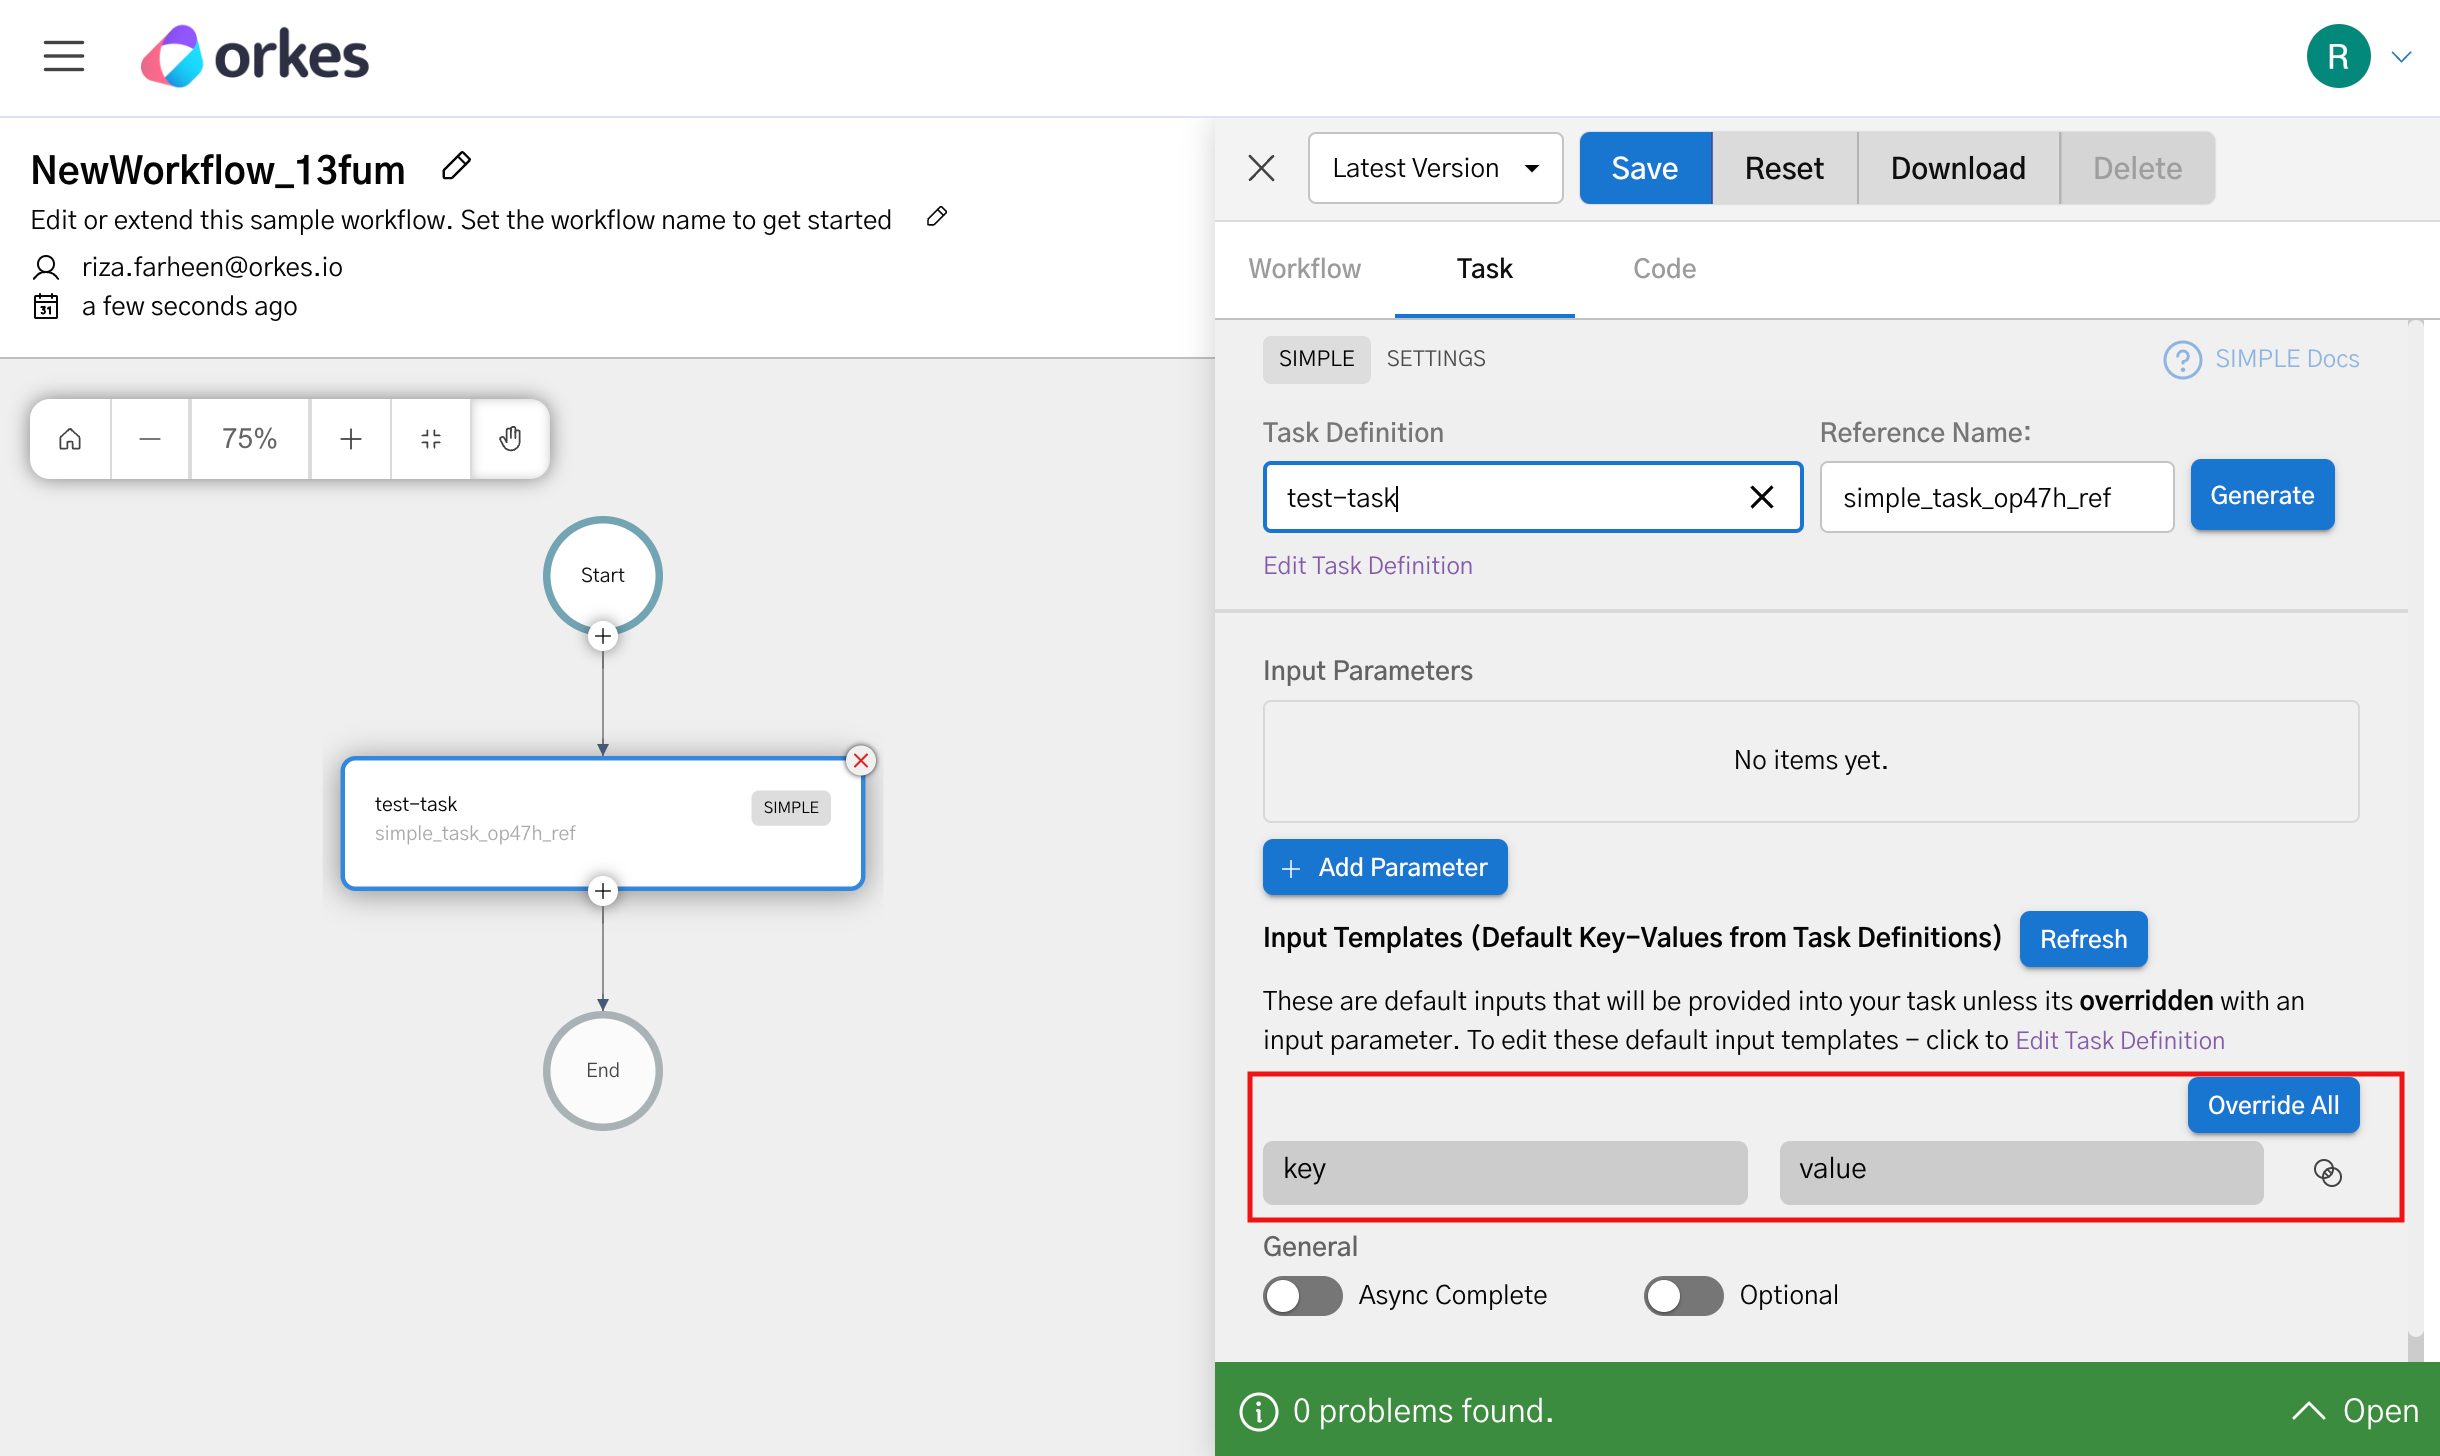 orkes
R
NewWorkflow_13fum
Edit or extend this sample workflow. Set the workflow name to get started
riza.farheen@orkes.io
31
a few seconds ago
75%
Start
test-task
SIMPLE
simple_task_op47h_ref
End
Latest Version
Save
Reset
Download
Delete
Workflow
Task
Code
SIMPLE
SETTINGS
SIMPLE Docs
Task Definition
Reference Name:
test-task
simple_task_op47h_ref
Generate
Edit Task Definition
Input Parameters
No items yet.
Add Parameter
Input Templates (Default Key-Values from Task Definitions)
Refresh
These are default inputs that will be provided into your task unless its overridden with an
input parameter. To edit these default input templates - click to Edit Task Definition
Override All
key
value
General
Async Complete
Optional
0 problems found.
Open